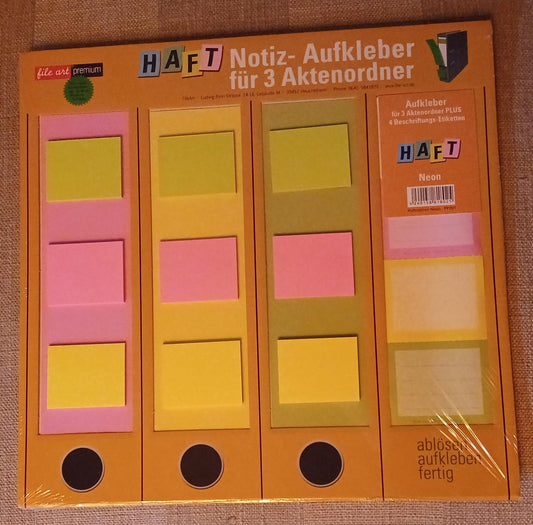 file art premium
HAFT
Notiz- Aufkleber
für 3 Aktenordner
Aufkleber
für 3 Aktenordner PLUS
4 Beschriftungs-Etiketten
HAFT
Neon
ablösen
aufkleben
fertig